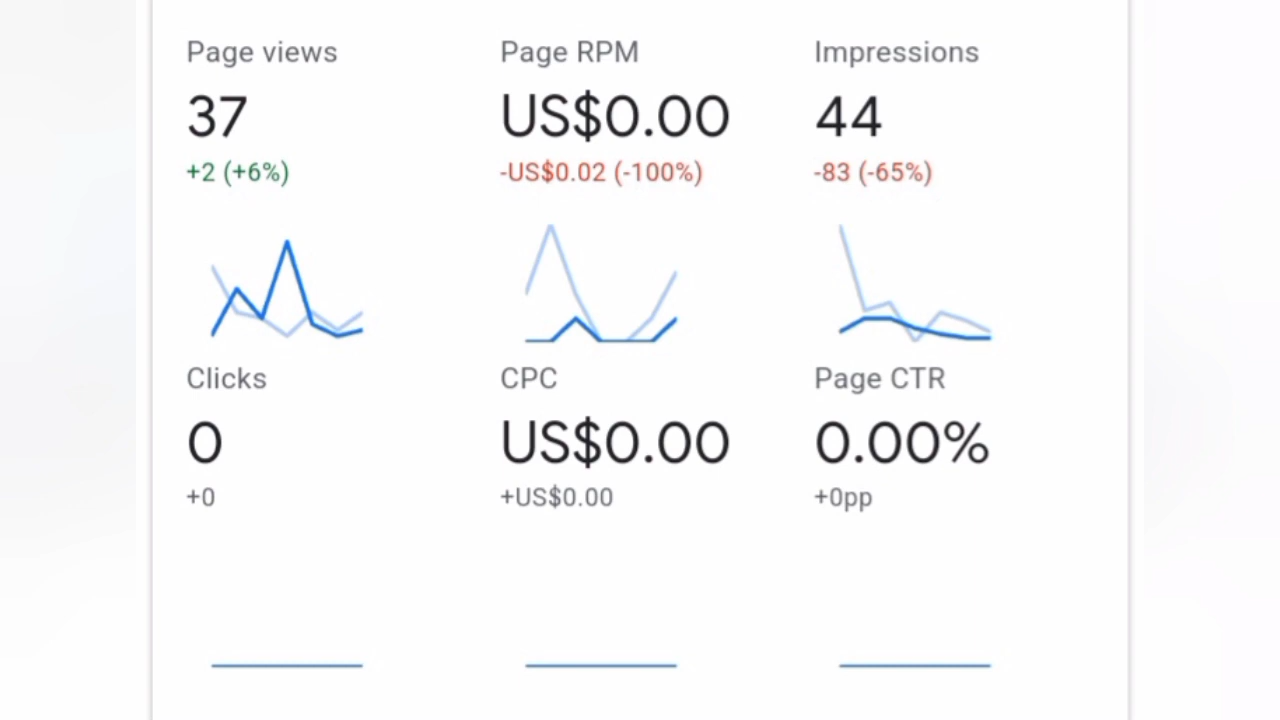 Page views
37
+2 (+6%)
Page RPM
US$0.00
-US$0.02 (-100%)
Impressions
44
-83 (-65%)
Clicks
0
+0
CPC
US$0.00
+US$0.00
Page CTR
0.00%
+0pp